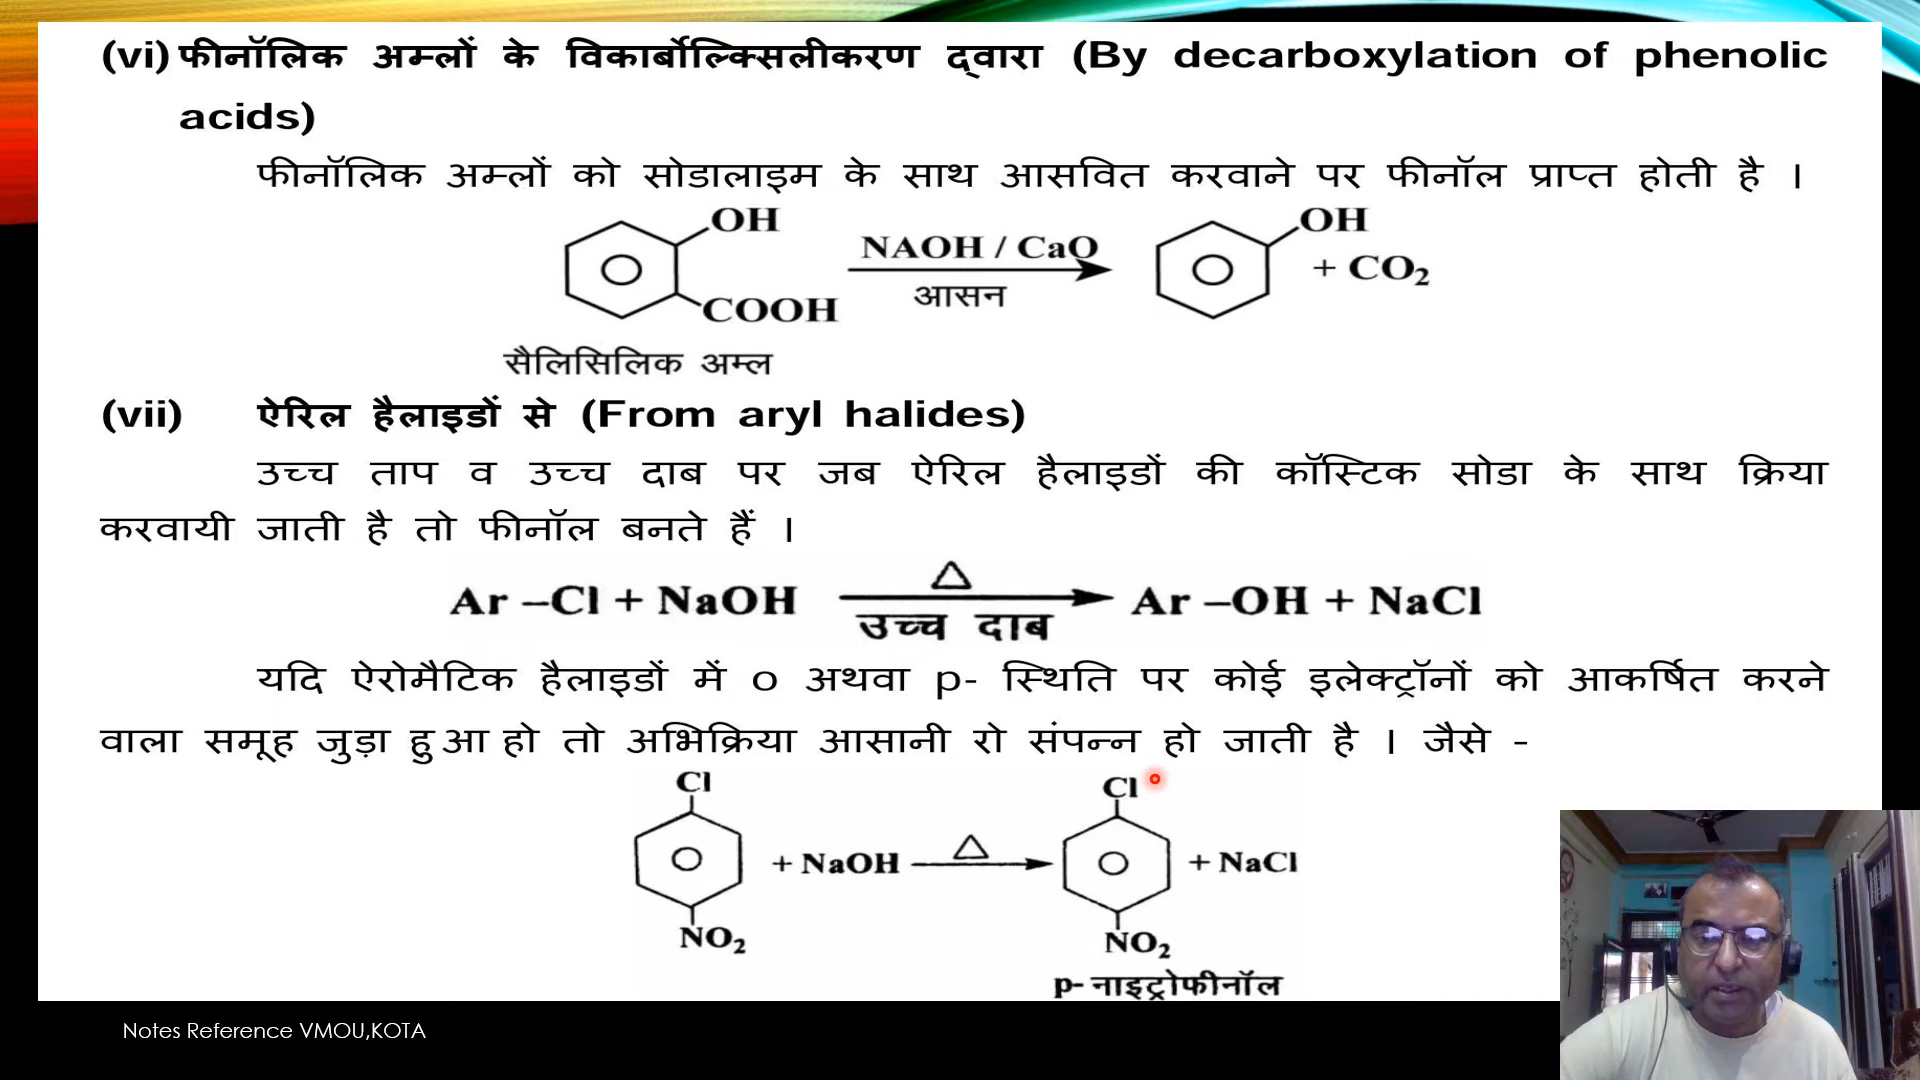 (vi) फीनॉलिक अम्लों के विकार्बोल्क्सिलीकरण द्वारा (By decarboxylation of phenolic
acids)
फीनॉलिक अम्लों को सोडालाइम के साथ आसवित करवाने पर फीनॉल प्राप्त होती है ।
OH OH
NAOH / CaO
+ CO₂
आसन
COOH
सैलिसिलिक अम्ल
(vii) ऐरिल हैलाइडों से (From aryl halides)
उच्च ताप व उच्च दाब पर जब ऐरिल हैलाइडों की कॉस्टिक सोडा के साथ क्रिया
करवायी जाती है तो फीनॉल बनते हैं ।
Ar –Cl + NaOH △ Ar –OH + NaCl
उच्च दाब
यदि ऐरोमैटिक हैलाइडों में o अथवा p- स्थिति पर कोई इलेक्ट्रॉनों को आकर्षित करने
वाला समूह जुड़ा हुआ हो तो अभिक्रिया आसानी रो संपन्न हो जाती है । जैसे -
Cl Cl
+ NaOH △ + NaCl
NO₂ NO₂
p- नाइट्रोफीनॉल
Notes Reference VMOU,KOTA